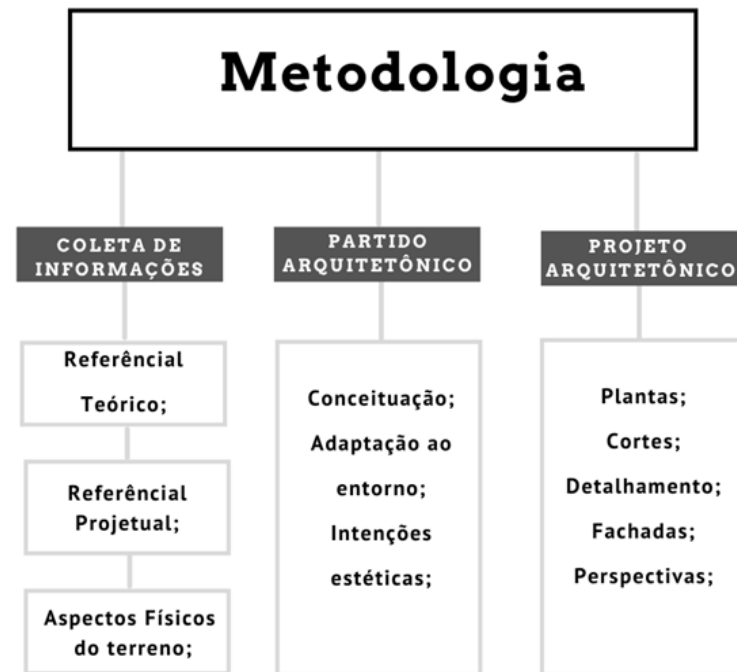 Metodologia
COLETA DE
INFORMAÇÕES
Referêncial
Teórico;
Referêncial
Projetual;
Aspectos Físicos
do terreno;
PARTIDO
ARQUITETÔNICO
Conceituação;
Adaptação ao
entorno;
Intenções
estéticas;
PROJETO
ARQUITETÔNICO
Plantas;
Cortes;
Detalhamento;
Fachadas;
Perspectivas;